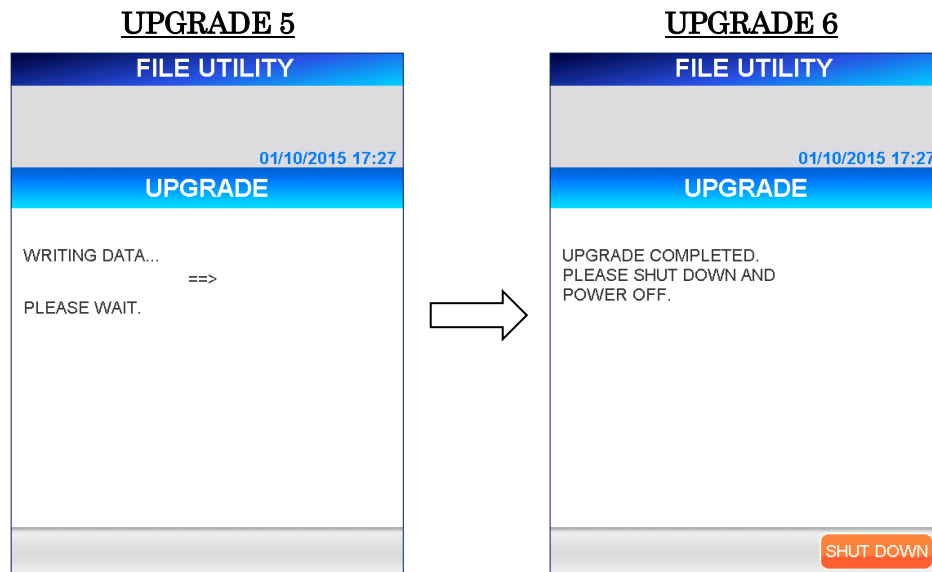 UPGRADE 5
FILE UTILITY
01/10/2015 17:27
UPGRADE
WRITING DATA...
==>
PLEASE WAIT.
UPGRADE 6
FILE UTILITY
01/10/2015 17:27
UPGRADE
UPGRADE COMPLETED.
PLEASE SHUT DOWN AND
POWER OFF.
SHUT DOWN